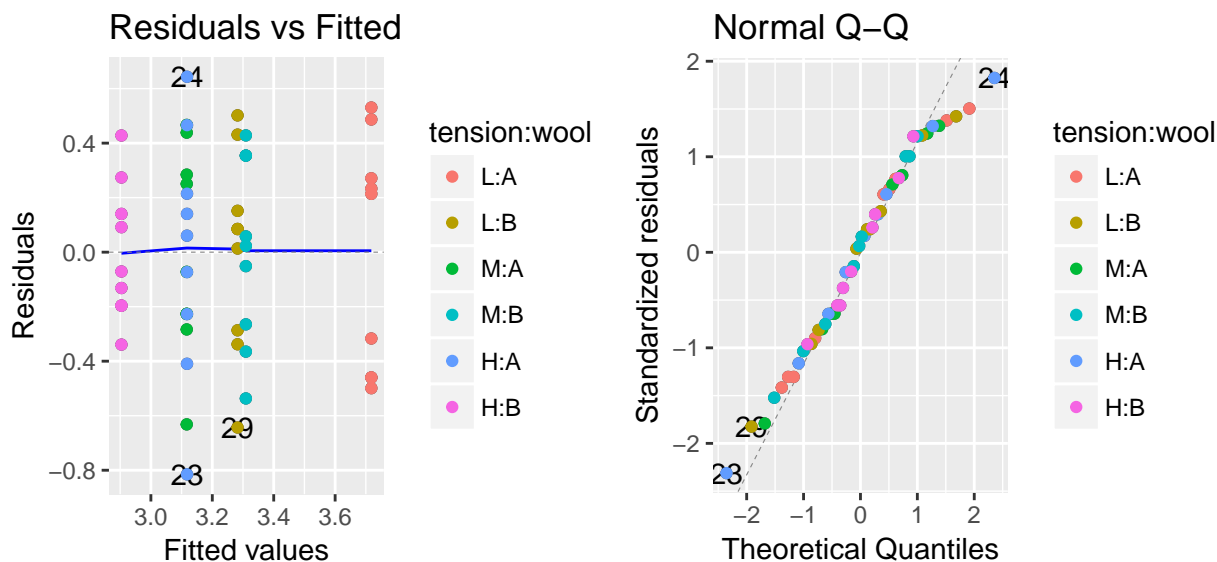 Residuals vs Fitted
24
29
23
0.4
0.0
−0.4
−0.8
3.0 3.2 3.4 3.6
Fitted values
Residuals
tension:wool
L:A
L:B
M:A
M:B
H:A
H:B
Normal Q−Q
24
29
23
2
1
0
−1
−2
−2 −1 0 1 2
Theoretical Quantiles
Standardized residuals
tension:wool
L:A
L:B
M:A
M:B
H:A
H:B